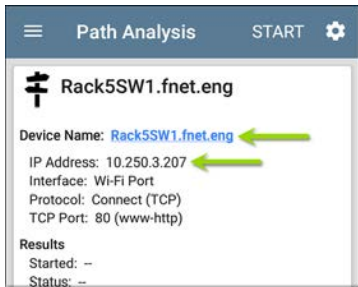 Path Analysis START
Rack5SW1.fnet.eng
Device Name: Rack5SW1.fnet.eng
IP Address: 10.250.3.207
Interface: Wi-Fi Port
Protocol: Connect (TCP)
TCP Port: 80 (www-http)
Results
Started: --
Status: --